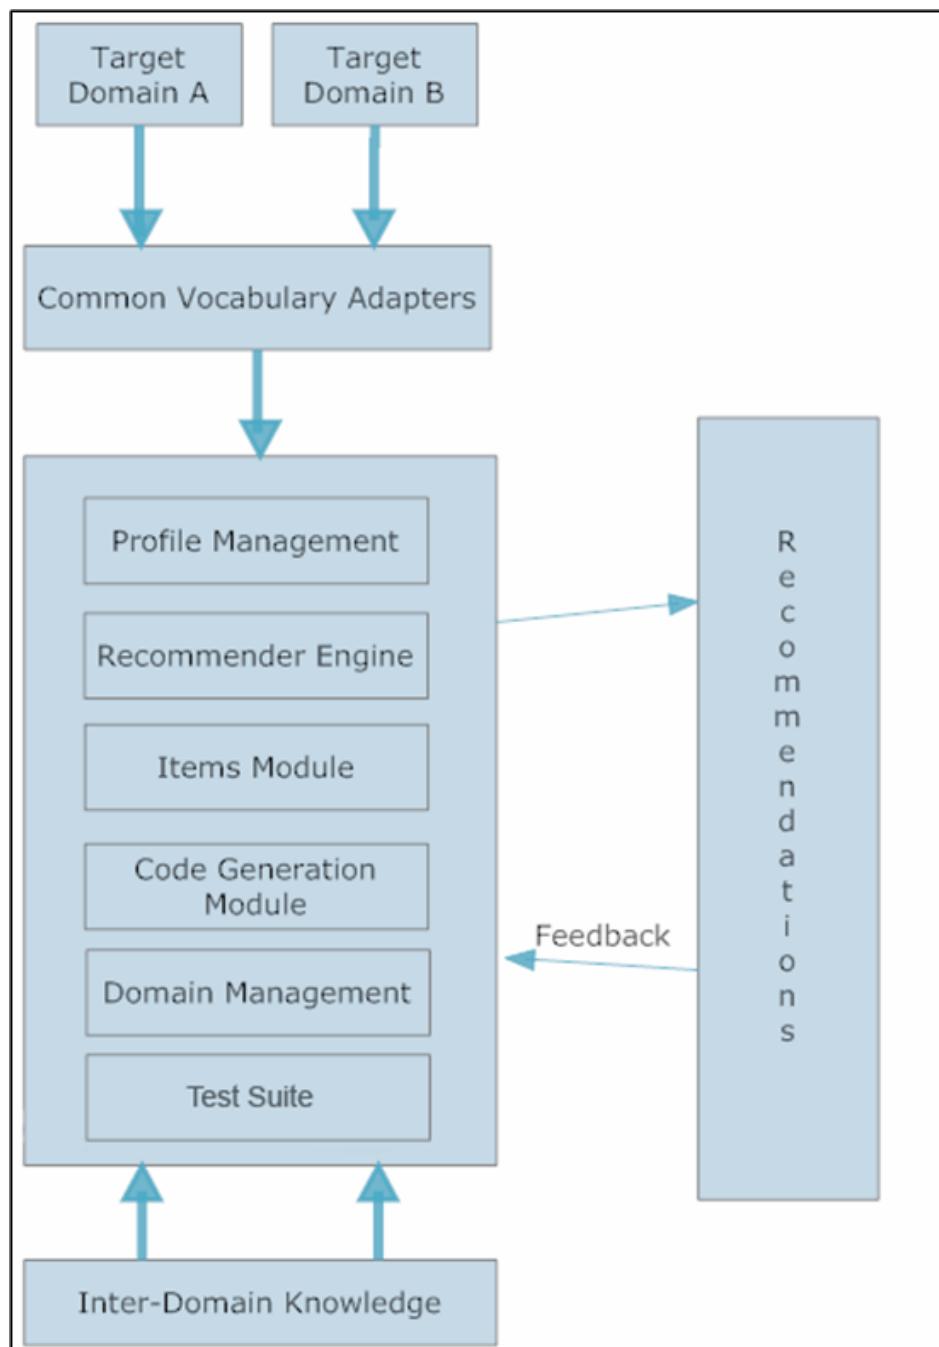 Target
Domain A
Target
Domain B
Common Vocabulary Adapters
Profile Management
Recommender Engine
Items Module
Code Generation
Module
Domain Management
Test Suite
Inter-Domain Knowledge
Feedback
Recommendations